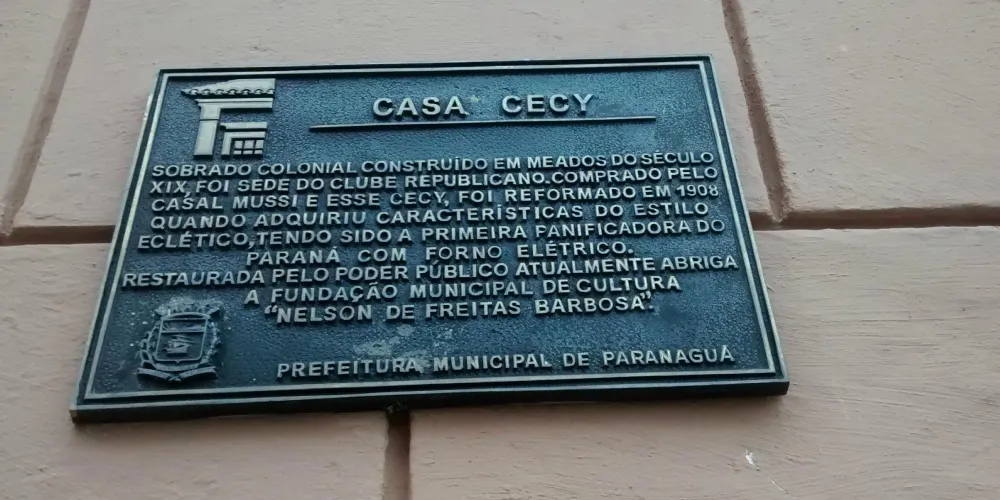 CASA CECY
SOBRADO COLONIAL CONSTRUÍDO EM MEADOS DO SÉCULO
XIX, FOI SEDE DO CLUBE REPUBLICANO. COMPRADO PELO
CASAL MUSSI E ESSE CECY, FOI REFORMADO EM 1908
QUANDO ADQUIRIU CARACTERÍSTICAS DO ESTILO
ECLÉTICO, TENDO SIDO A PRIMEIRA PANIFICADORA DO
PARANÁ COM FORNO ELÉTRICO.
RESTAURADA PELO PODER PÚBLICO ATUALMENTE ABRIGA
A FUNDAÇÃO MUNICIPAL DE CULTURA
"NELSON DE FREITAS BARBOSA".
PREFEITURA MUNICIPAL DE PARANAGUÁ